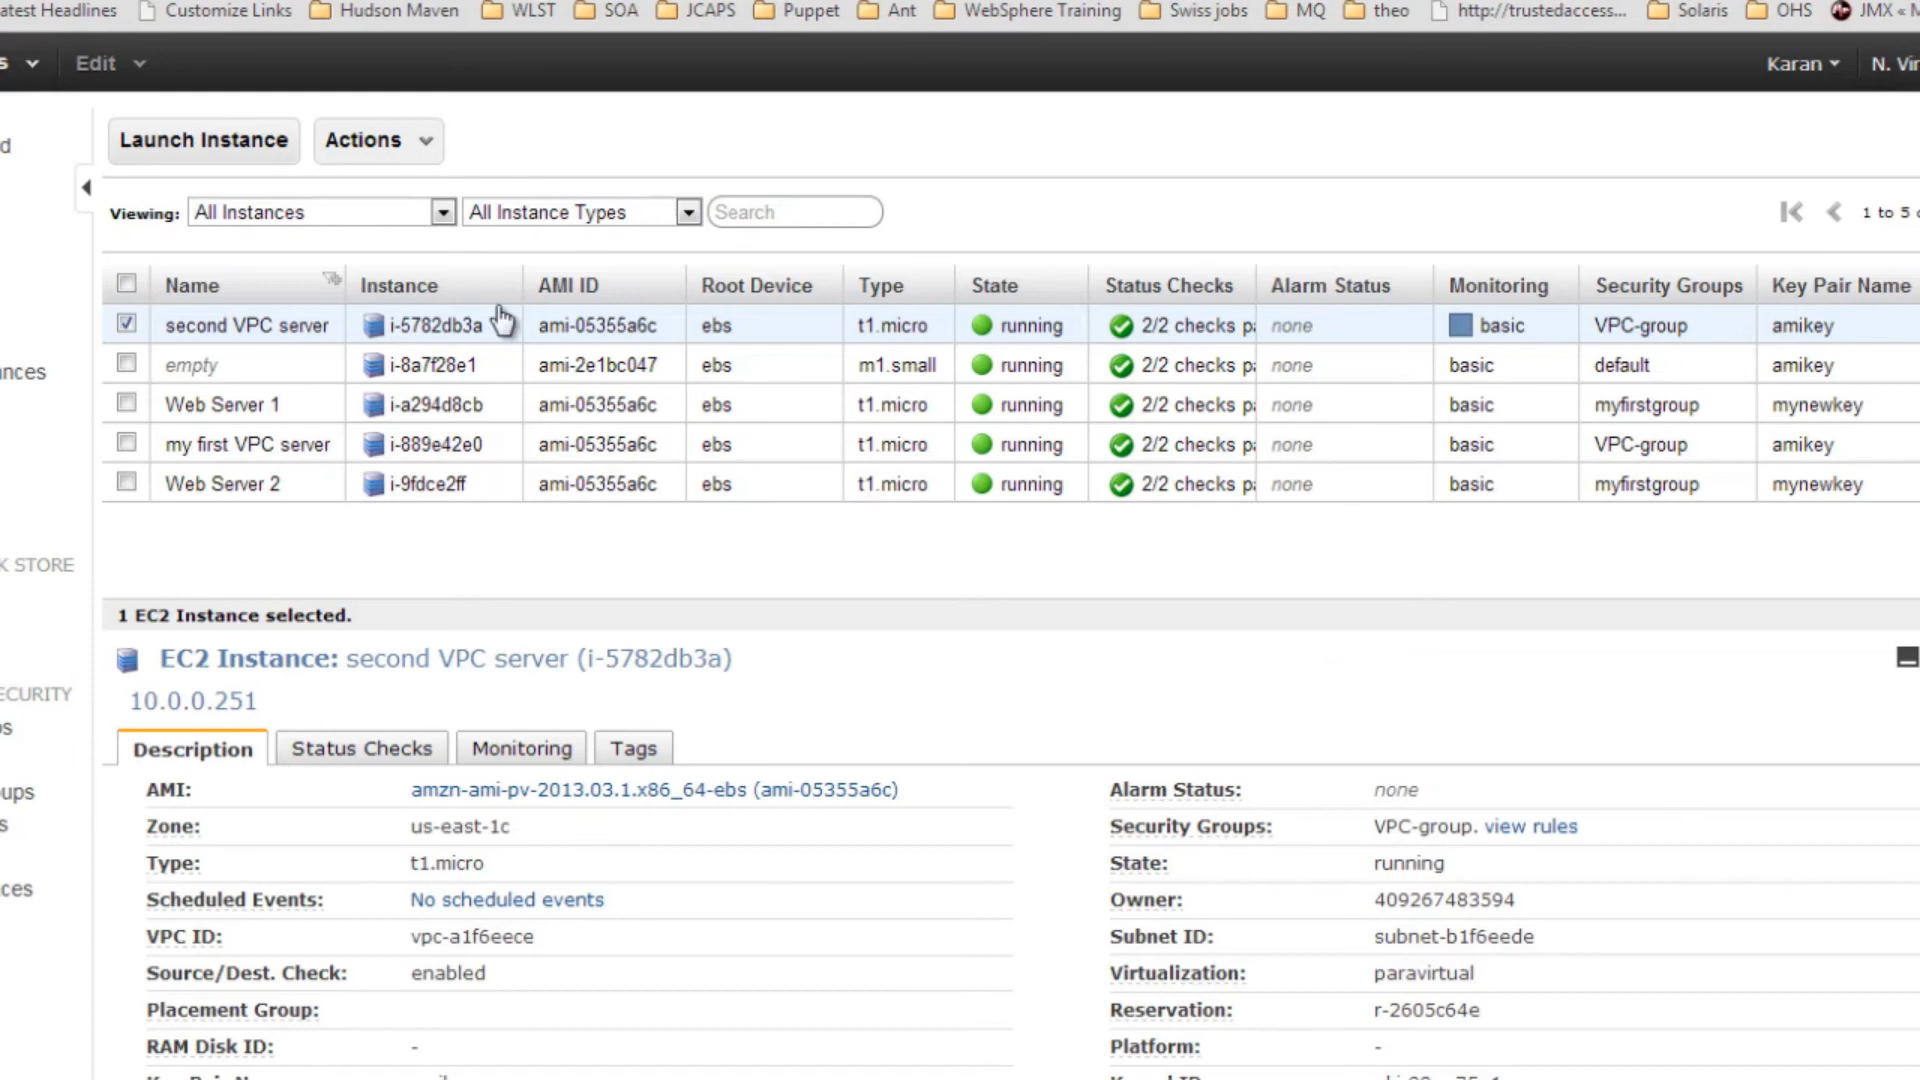 atest Headlines Customize Links Hudson Maven WLST SOA JCAPS Puppet Ant WebSphere Training Swiss jobs MQ theo http://trustedaccess... Solaris OHS JMX «
s Edit Karan N. Vir
Launch Instance Actions
Viewing: All Instances All Instance Types Search 1 to 5
Name Instance AMI ID Root Device Type State Status Checks Alarm Status Monitoring Security Groups Key Pair Name
second VPC server i-5782db3a ami-05355a6c ebs t1.micro running 2/2 checks pa none basic VPC-group amikey
empty i-8a7f28e1 ami-2e1bc047 ebs m1.small running 2/2 checks pa none basic default amikey
Web Server 1 i-a294d8cb ami-05355a6c ebs t1.micro running 2/2 checks pa none basic myfirstgroup mynewkey
my first VPC server i-889e42e0 ami-05355a6c ebs t1.micro running 2/2 checks pa none basic VPC-group amikey
Web Server 2 i-9fdce2ff ami-05355a6c ebs t1.micro running 2/2 checks pa none basic myfirstgroup mynewkey
d
nces
K STORE
ECURITY
ps
oups
s
ces
1 EC2 Instance selected.
EC2 Instance: second VPC server (i-5782db3a)
10.0.0.251
Description Status Checks Monitoring Tags
AMI: amzn-ami-pv-2013.03.1.x86_64-ebs (ami-05355a6c) Alarm Status: none
Zone: us-east-1c Security Groups: VPC-group. view rules
Type: t1.micro State: running
Scheduled Events: No scheduled events Owner: 409267483594
VPC ID: vpc-a1f6eece Subnet ID: subnet-b1f6eede
Source/Dest. Check: enabled Virtualization: paravirtual
Placement Group: Reservation: r-2605c64e
RAM Disk ID: - Platform: -